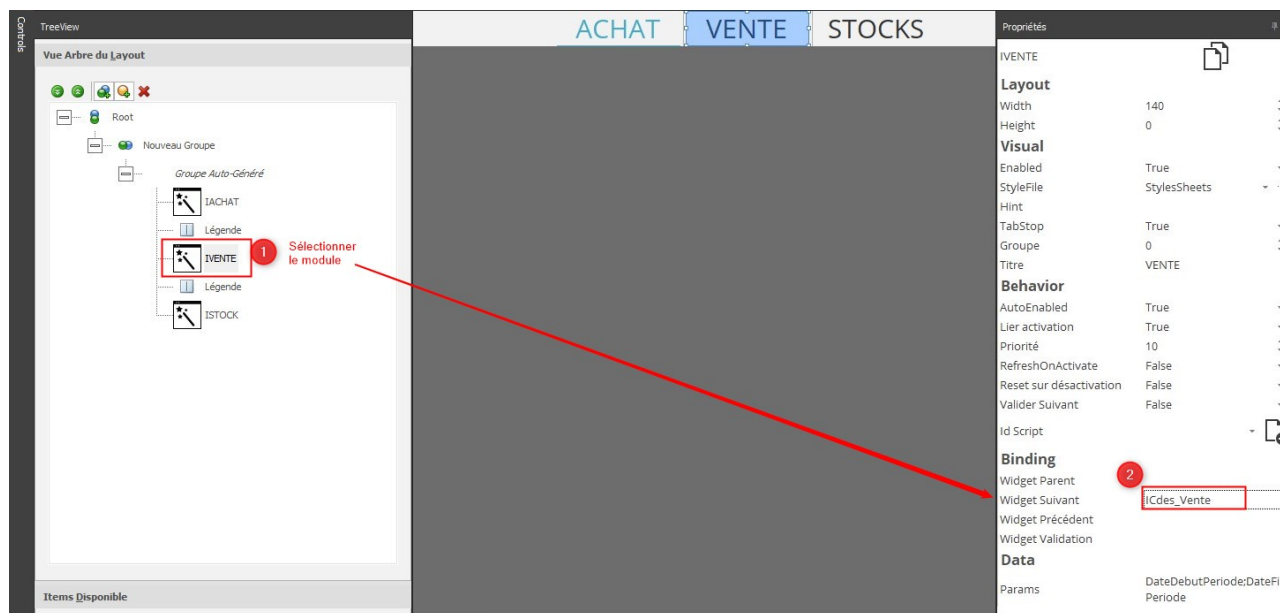 Controls
TreeView
Vue Arbre du Layout
Root
Nouveau Groupe
Groupe Auto-Généré
IACHAT
Légende
IVENTE
1
Sélectionner
le module
Légende
ISTOCK
Items Disponible
ACHAT VENTE STOCKS
Propriétés
IVENTE
Layout
Width 140
Height 0
Visual
Enabled True
StyleFile StylesSheets
Hint
TabStop True
Groupe 0
Titre VENTE
Behavior
AutoEnabled True
Lier activation True
Priorité 10
RefreshOnActivate False
Reset sur désactivation False
Valider Suivant False
Id Script
Binding
Widget Parent
2
Widget Suivant ICdes_Vente
Widget Précédent
Widget Validation
Data
Params DateDebutPeriode;DateFi
Periode